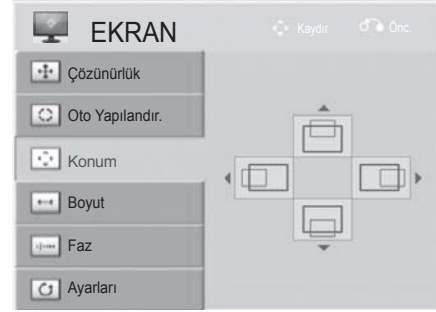 EKRAN
Kaydır Önc.
Çözünürlük
Oto Yapılandır.
Konum
Boyut
Faz
Ayarları